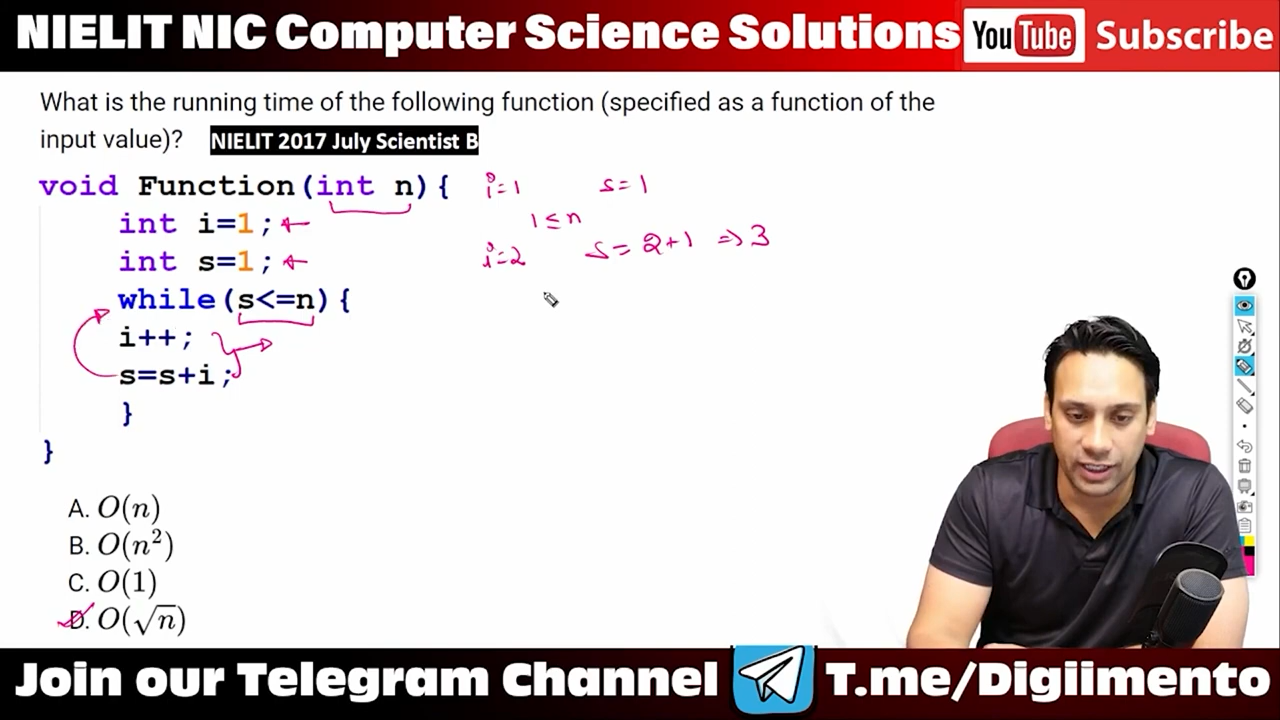 NIELIT NIC Computer Science Solutions YouTube Subscribe
What is the running time of the following function (specified as a function of the
input value)? NIELIT 2017 July Scientist B
void Function(int n){ i=1 s=1
int i=1; 1≤n
int s=1; i=2 s=2+1 ⇒3
while(s<=n){
i++;
s=s+i;
}
}
A. O(n)
B. O(n²)
C. O(1)
D. O(√n)
Join our Telegram Channel T.me/Digiimento